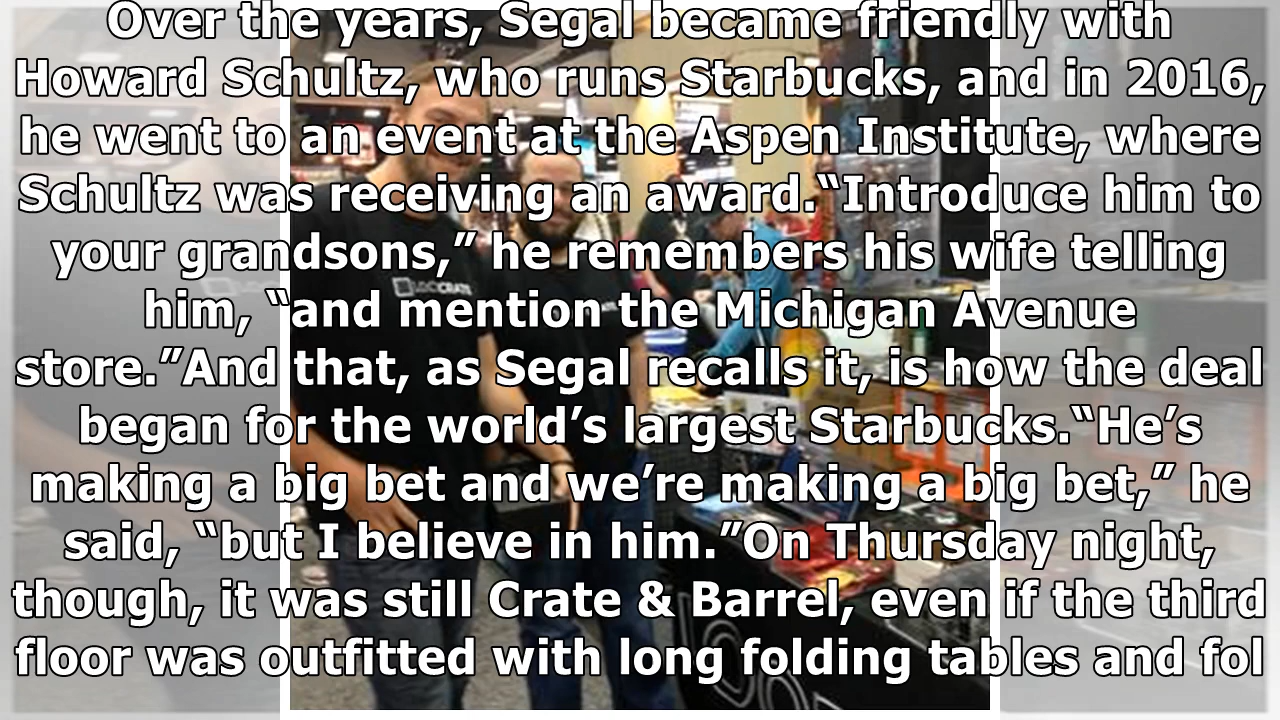 Over the years, Segal became friendly with
Howard Schultz, who runs Starbucks, and in 2016,
he went to an event at the Aspen Institute, where
Schultz was receiving an award.“Introduce him to
your grandsons,” he remembers his wife telling
him, “and mention the Michigan Avenue
store.”And that, as Segal recalls it, is how the deal
began for the world’s largest Starbucks.“He’s
making a big bet and we’re making a big bet,” he
said, “but I believe in him.”On Thursday night,
though, it was still Crate & Barrel, even if the third
floor was outfitted with long folding tables and fol